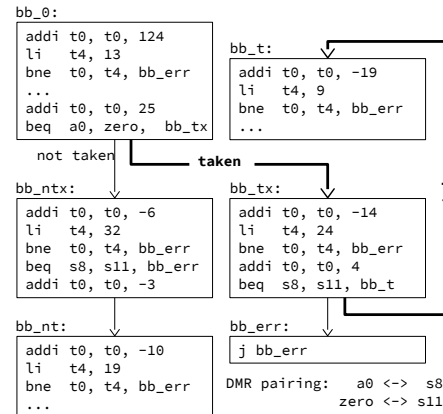 bb_0:
addi t0, t0, 124
li   t4, 13
bne  t0, t4, bb_err
...
addi t0, t0, 25
beq  a0, zero,  bb_tx
bb_t:
addi t0, t0, -19
li   t4, 9
bne  t0, t4, bb_err
...
not taken
taken
bb_ntx:
addi t0, t0, -6
li   t4, 32
bne  t0, t4, bb_err
beq  s8, s11, bb_err
addi t0, t0, -3
bb_tx:
addi t0, t0, -14
li   t4, 24
bne  t0, t4, bb_err
addi t0, t0, 4
beq  s8, s11, bb_t
bb_nt:
addi t0, t0, -10
li   t4, 19
bne  t0, t4, bb_err
...
bb_err:
j bb_err
DMR pairing:   a0 <->  s8
zero <-> s11